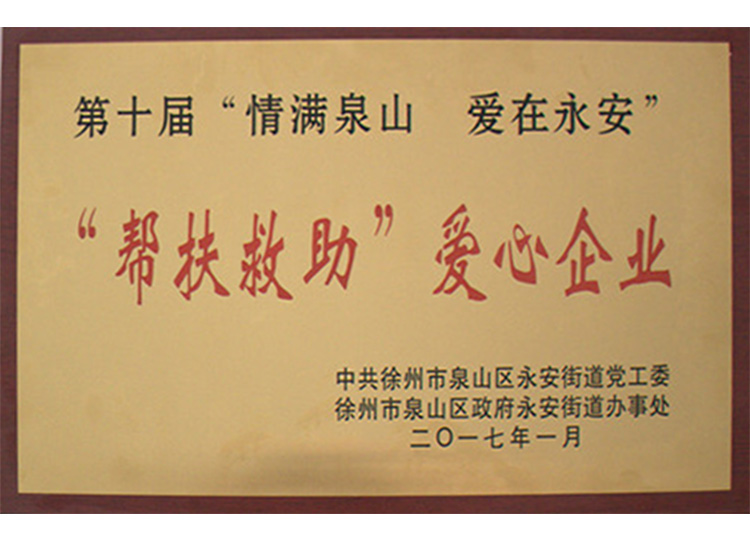 第十届“情满泉山　爱在永安”
“帮扶救助”爱心企业
中共徐州市泉山区永安街道党工委
徐州市泉山区政府永安街道办事处
二〇一七年一月